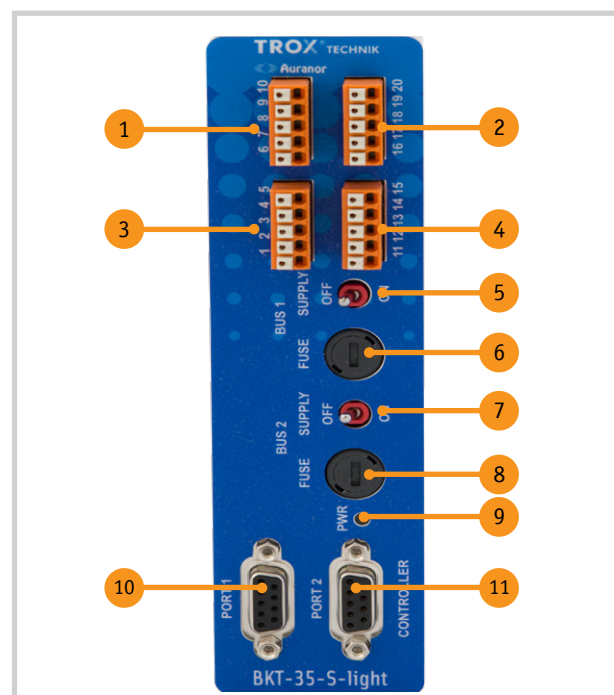 TROX® TECHNIK
Auranor
6 7 8 9 10
16 17 18 19 20
1 2 3 4 5
11 12 13 14 15
1
2
3
4
BUS 1
SUPPLY
OFF
ON
5
FUSE
6
BUS 2
SUPPLY
OFF
7
FUSE
8
PWR
9
PORT 1
10
PORT 2
11
CONTROLLER
BKT-35-S-light